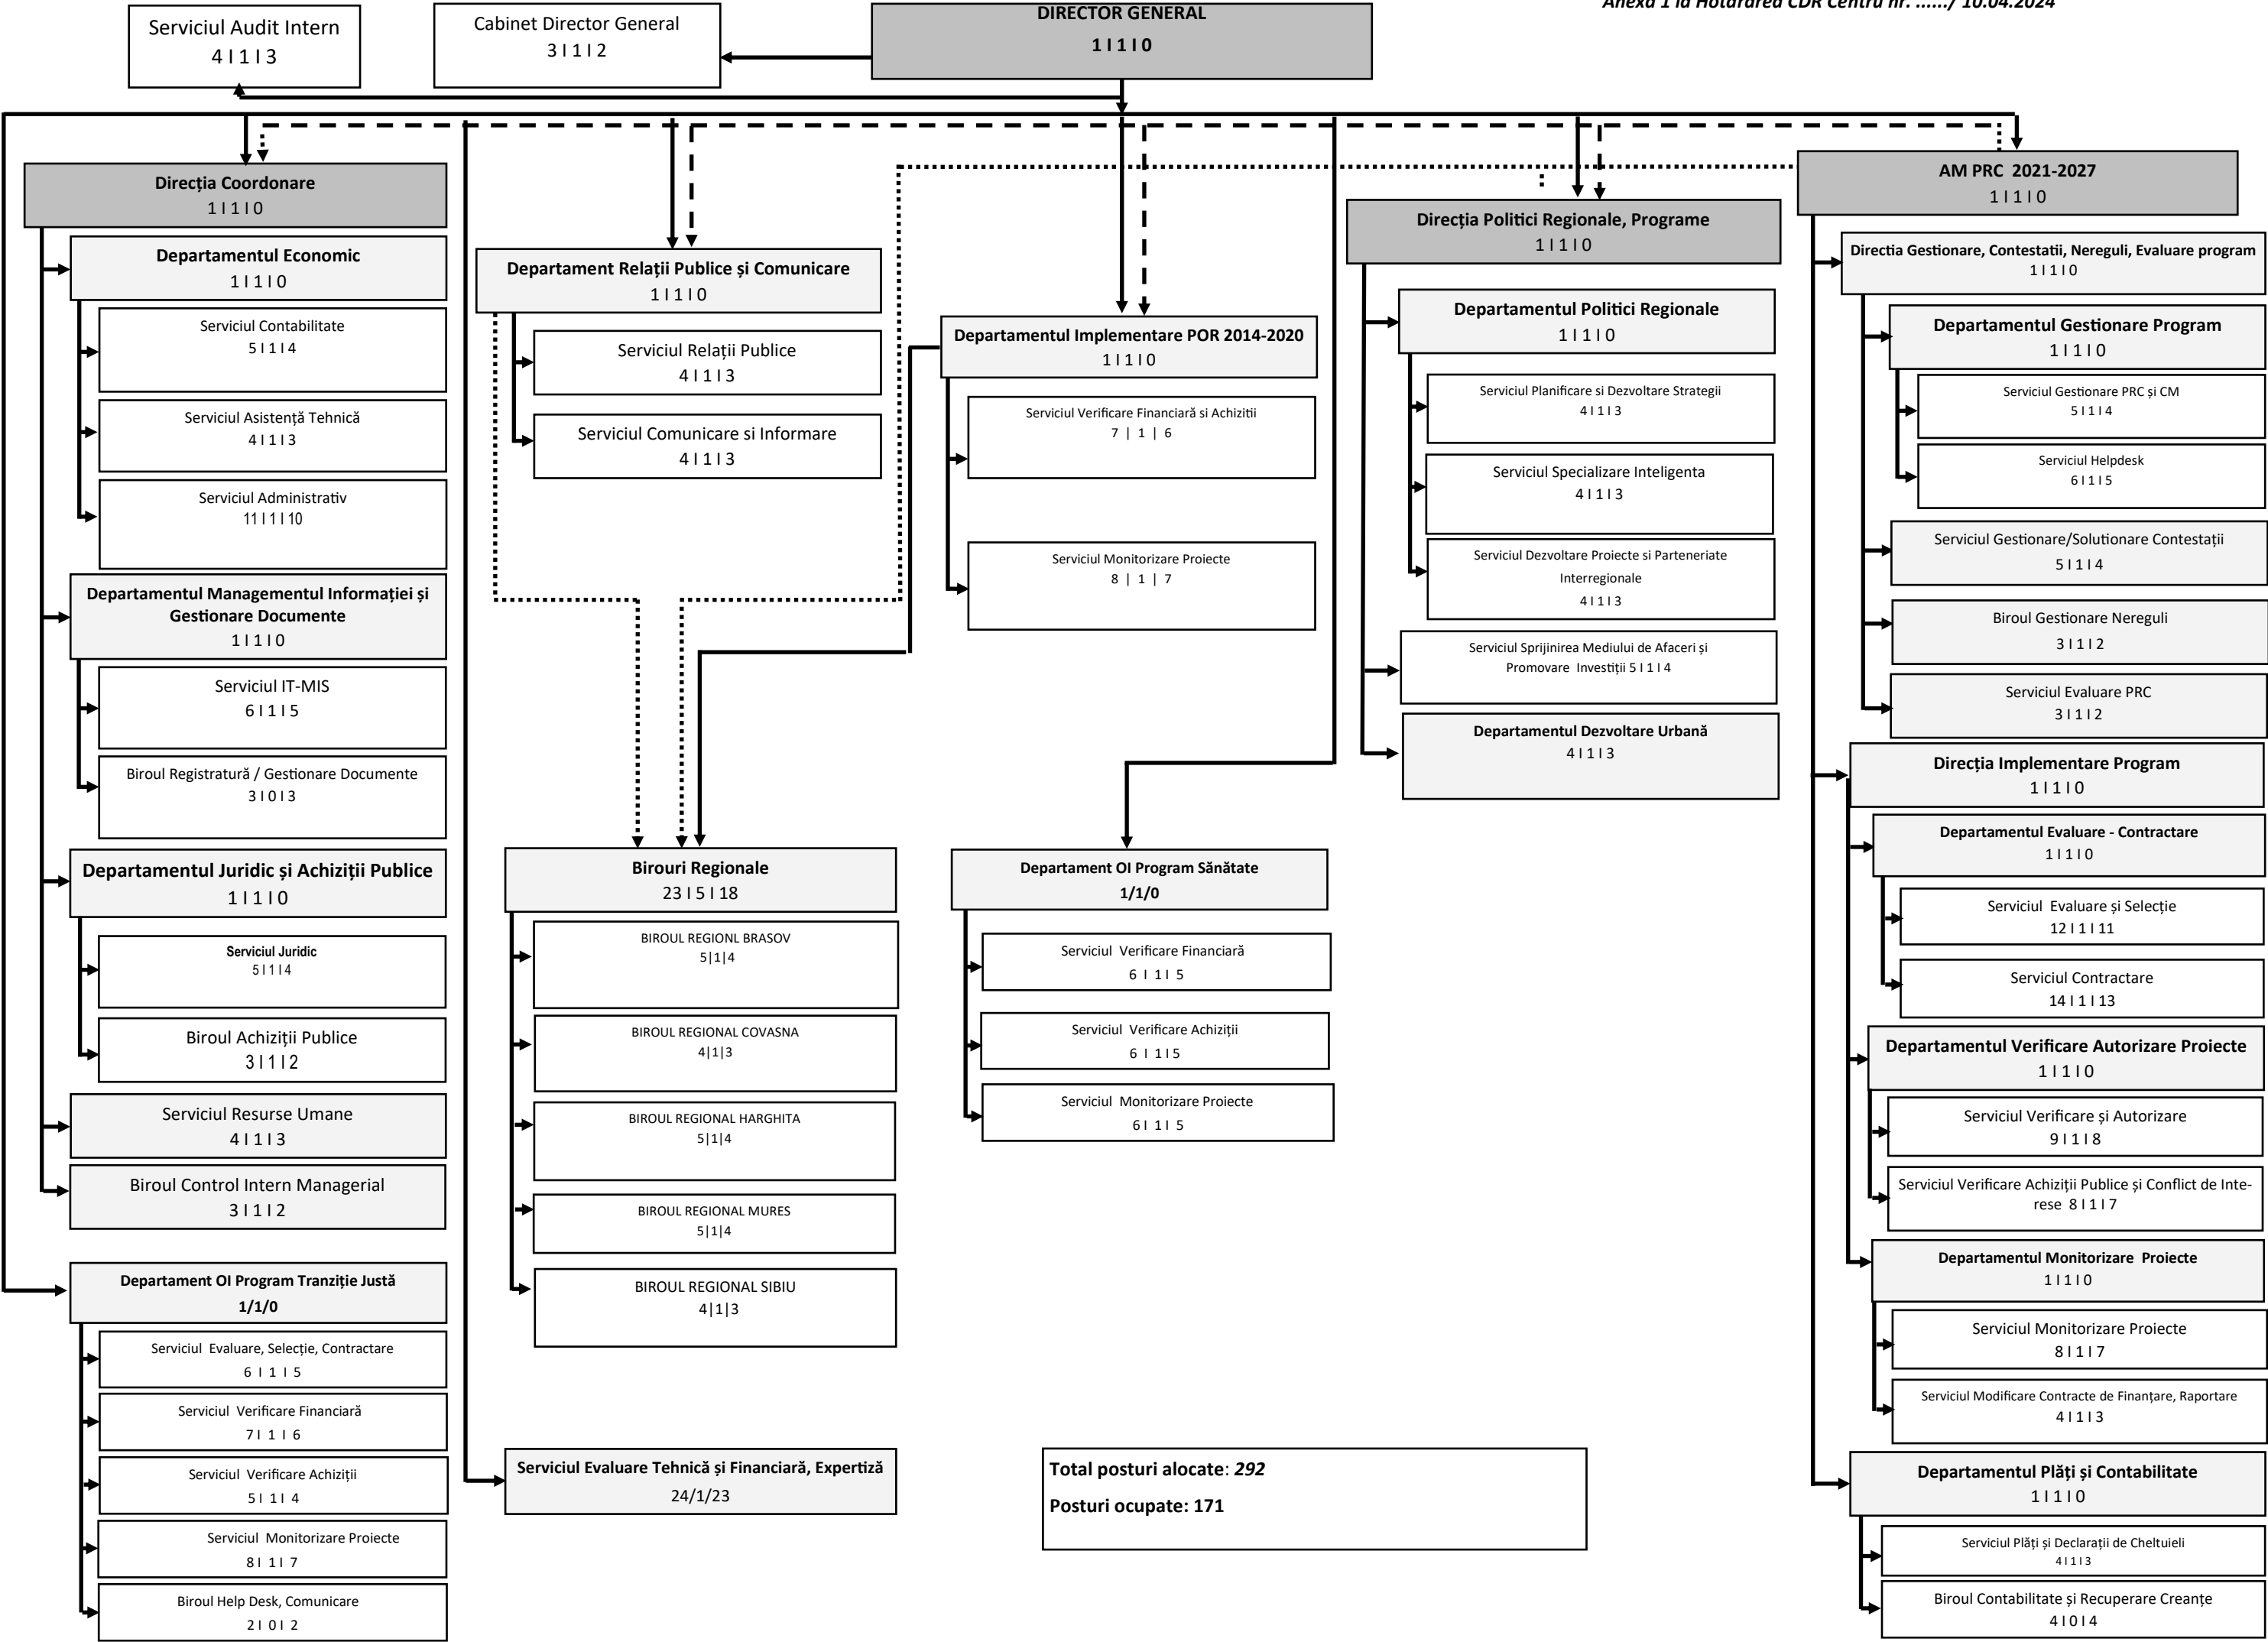 Anexa 1 la Hotărârea CDR Centru nr. ....../ 10.04.2024
Serviciul Audit Intern
4 I 1 I 3
Cabinet Director General
3 I 1 I 2
DIRECTOR GENERAL
1 I 1 I 0
Direcția Coordonare
1 I 1 I 0
Departamentul Economic
1 I 1 I 0
Serviciul Contabilitate
5 I 1 I 4
Serviciul Asistență Tehnică
4 I 1 I 3
Serviciul Administrativ
11 I 1 I 10
Departamentul Managementul Informației și
Gestionare Documente
1 I 1 I 0
Serviciul IT-MIS
6 I 1 I 5
Biroul Registratură / Gestionare Documente
3 I 0 I 3
Departamentul Juridic și Achiziții Publice
1 I 1 I 0
Serviciul Juridic
5 I 1 I 4
Biroul Achiziții Publice
3 I 1 I 2
Serviciul Resurse Umane
4 I 1 I 3
Biroul Control Intern Managerial
3 I 1 I 2
Departament OI Program Tranziție Justă
1/1/0
Serviciul Evaluare, Selecție, Contractare
6 I 1 I 5
Serviciul Verificare Financiară
7 I 1 I 6
Serviciul Verificare Achiziții
5 I 1 I 4
Serviciul Monitorizare Proiecte
8 I 1 I 7
Biroul Help Desk, Comunicare
2 I 0 I 2
Departament Relații Publice și Comunicare
1 I 1 I 0
Serviciul Relații Publice
4 I 1 I 3
Serviciul Comunicare si Informare
4 I 1 I 3
Birouri Regionale
23 I 5 I 18
BIROUL REGIONL BRASOV
5|1|4
BIROUL REGIONAL COVASNA
4|1|3
BIROUL REGIONAL HARGHITA
5|1|4
BIROUL REGIONAL MURES
5|1|4
BIROUL REGIONAL SIBIU
4|1|3
Serviciul Evaluare Tehnică și Financiară, Expertiză
24/1/23
Departamentul Implementare POR 2014-2020
1 I 1 I 0
Serviciul Verificare Financiară si Achizitii
7 | 1 | 6
Serviciul Monitorizare Proiecte
8 | 1 | 7
Departament OI Program Sănătate
1/1/0
Serviciul Verificare Financiară
6 I 1 I 5
Serviciul Verificare Achiziții
6 I 1 I 5
Serviciul Monitorizare Proiecte
6 I 1 I 5
Total posturi alocate: 292
Posturi ocupate: 171
Direcția Politici Regionale, Programe
1 I 1 I 0
Departamentul Politici Regionale
1 I 1 I 0
Serviciul Planificare si Dezvoltare Strategii
4 I 1 I 3
Serviciul Specializare Inteligenta
4 I 1 I 3
Serviciul Dezvoltare Proiecte si Parteneriate
Interregionale
4 I 1 I 3
Serviciul Sprijinirea Mediului de Afaceri și
Promovare Investiții 5 I 1 I 4
Departamentul Dezvoltare Urbană
4 I 1 I 3
AM PRC 2021-2027
1 I 1 I 0
Directia Gestionare, Contestatii, Nereguli, Evaluare program
1 I 1 I 0
Departamentul Gestionare Program
1 I 1 I 0
Serviciul Gestionare PRC și CM
5 I 1 I 4
Serviciul Helpdesk
6 I 1 I 5
Serviciul Gestionare/Solutionare Contestații
5 I 1 I 4
Biroul Gestionare Nereguli
3 I 1 I 2
Serviciul Evaluare PRC
3 I 1 I 2
Direcția Implementare Program
1 I 1 I 0
Departamentul Evaluare - Contractare
1 I 1 I 0
Serviciul Evaluare și Selecție
12 I 1 I 11
Serviciul Contractare
14 I 1 I 13
Departamentul Verificare Autorizare Proiecte
1 I 1 I 0
Serviciul Verificare și Autorizare
9 I 1 I 8
Serviciul Verificare Achiziții Publice și Conflict de Inte-
rese 8 I 1 I 7
Departamentul Monitorizare Proiecte
1 I 1 I 0
Serviciul Monitorizare Proiecte
8 I 1 I 7
Serviciul Modificare Contracte de Finanțare, Raportare
4 I 1 I 3
Departamentul Plăți și Contabilitate
1 I 1 I 0
Serviciul Plăți și Declarații de Cheltuieli
4 I 1 I 3
Biroul Contabilitate și Recuperare Creanțe
4 I 0 I 4